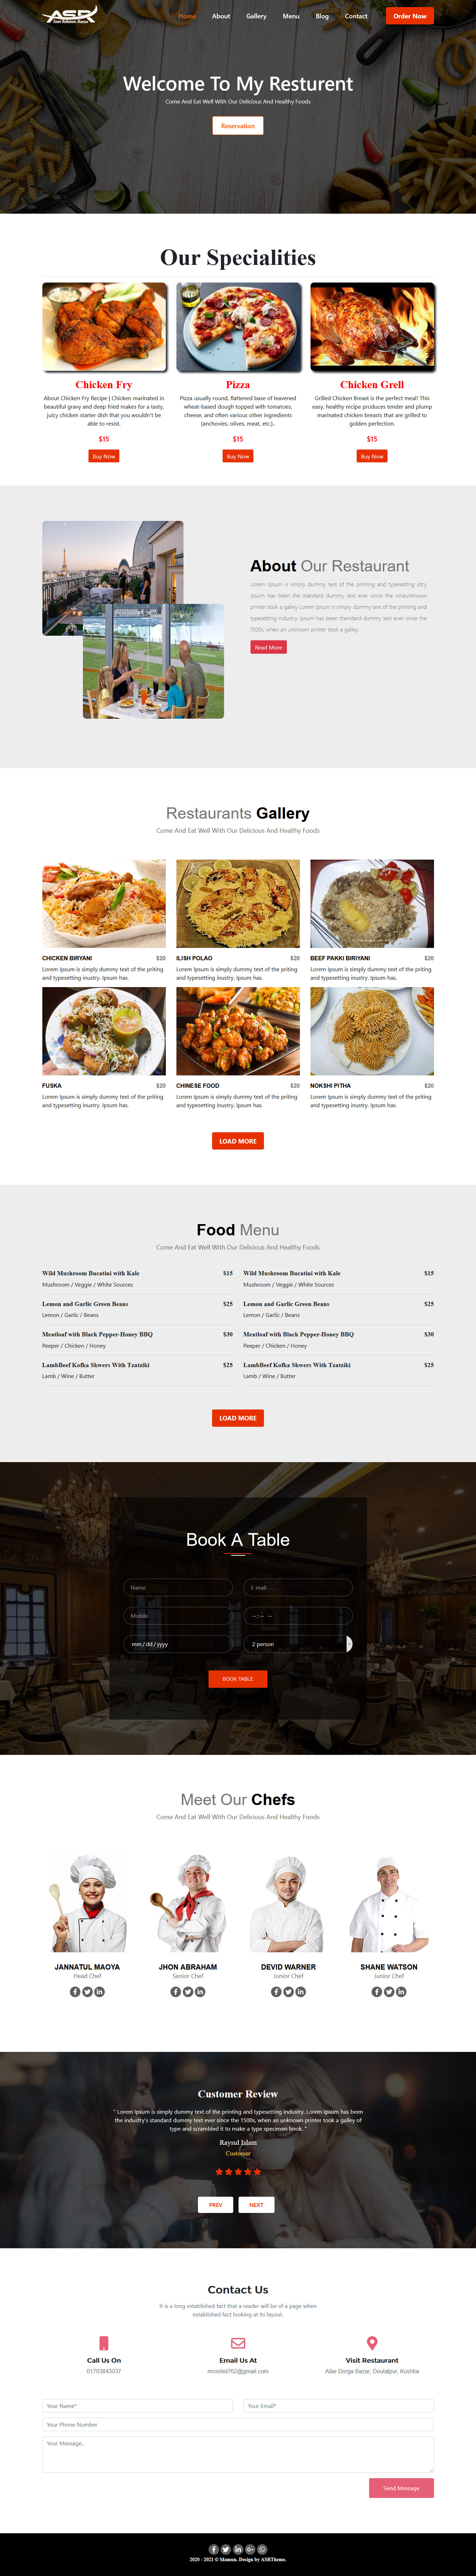 ASR
Home About Gallery Menu Blog Contact Order Now
Welcome To My Resturent
Come And Eat Well With Our Delicious And Healthy Foods
Reservation
Our Specialities
Chicken Fry
About Chicken Fry Recipe | Chicken marinated in
beautiful gravy and deep fried makes for a tasty,
juicy chicken starter dish that you wouldn't be
able to resist.
$15
Buy Now
Pizza
Pizza usually round, flattened base of leavened
wheat-based dough topped with tomatoes,
cheese, and often various other ingredients
(anchovies, olives, meat, etc.),.
$15
Buy Now
Chicken Grell
Grilled Chicken Breast is the perfect meal! This
easy, healthy recipe produces tender and plump
marinated chicken breasts that are grilled to
golden perfection.
$15
Buy Now
About Our Restaurant
Lorem Ipsum is simply dummy text of the printing and typesetting idtry
Ipsum has been the standard dummy text ever since the wheunknown
printer took a galley Lorem Ipsum is simply dummy text of the printing and
typesetting industry. Ipsum has been thendard dummy text ever since the
1500s, when an unknown printer took a galley.
Read More
Restaurants Gallery
Come And Eat Well With Our Delicious And Healthy Foods
CHICKEN BIRYANI $20
Lorem Ipsum is simply dummy text of the priting
and typesetting inustry. Ipsum has.
ILISH POLAO $20
Lorem Ipsum is simply dummy text of the priting
and typesetting inustry. Ipsum has.
BEEF PAKKI BIRIYANI $20
Lorem Ipsum is simply dummy text of the priting
and typesetting inustry. Ipsum has.
FUSKA $20
Lorem Ipsum is simply dummy text of the priting
and typesetting inustry. Ipsum has.
CHINESE FOOD $20
Lorem Ipsum is simply dummy text of the priting
and typesetting inustry. Ipsum has.
NOKSHI PITHA $20
Lorem Ipsum is simply dummy text of the priting
and typesetting inustry. Ipsum has.
LOAD MORE
Food Menu
Come And Eat Well With Our Delicious And Healthy Foods
Wild Mushroom Bucatini with Kale $15
Mushroom / Veggie / White Sources
Lemon and Garlic Green Beans $25
Lemon / Garlic / Beans
Meatloaf with Black Pepper-Honey BBQ $30
Peeper / Chicken / Honey
LambBeef Kofka Skwers With Tzatziki $25
Lamb / Wine / Butter
Wild Mushroom Bucatini with Kale $15
Mushroom / Veggie / White Sources
Lemon and Garlic Green Beans $25
Lemon / Garlic / Beans
Meatloaf with Black Pepper-Honey BBQ $30
Peeper / Chicken / Honey
LambBeef Kofka Skwers With Tzatziki $25
Lamb / Wine / Butter
LOAD MORE
Book A Table
Name E-mail
Mobile --:-- --
mm/dd/yyyy 2 person
BOOK TABLE
Meet Our Chefs
Come And Eat Well With Our Delicious And Healthy Foods
JANNATUL MAOYA
Head Chef
JHON ABRAHAM
Senior Chef
DEVID WARNER
Junior Chef
SHANE WATSON
Junior Chef
Customer Review
" Lorem Ipsum is simply dummy text of the printing and typesetting industry. Lorem Ipsum has been
the industry's standard dummy text ever since the 1500s, when an unknown printer took a galley of
type and scrambled it to make a type specimen book. "
Raysul Islam
Customer
PREV NEXT
Contact Us
It is a long established fact that a reader will be of a page when
established fact looking at its layout.
Call Us On
01703843037
Email Us At
mroshid762@gmail.com
Visit Restaurant
Allar Dorga Bazar, Doulatpur, Kushtia
Your Name* Your Email*
Your Phone Number
Your Message..
Send Message
2020 - 2021 © Mamun. Design by ASRTheme.